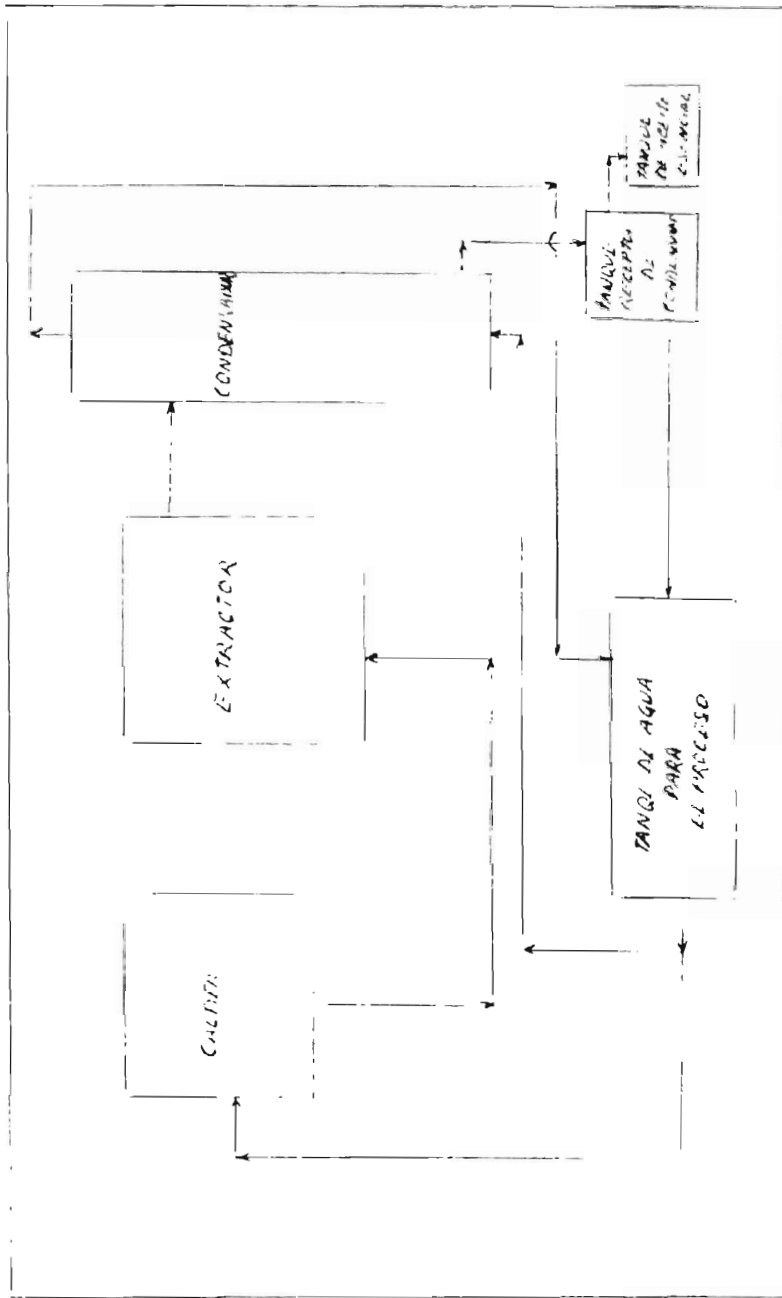 CALDERA
EXTRACTOR
CONDENSADOR
TANQUE
RECEPTOR
DE
CONDENSADO
TANQUE
DE ACEITE
ESENCIAL
TANQUE DE AGUA
PARA
EL PROCESO